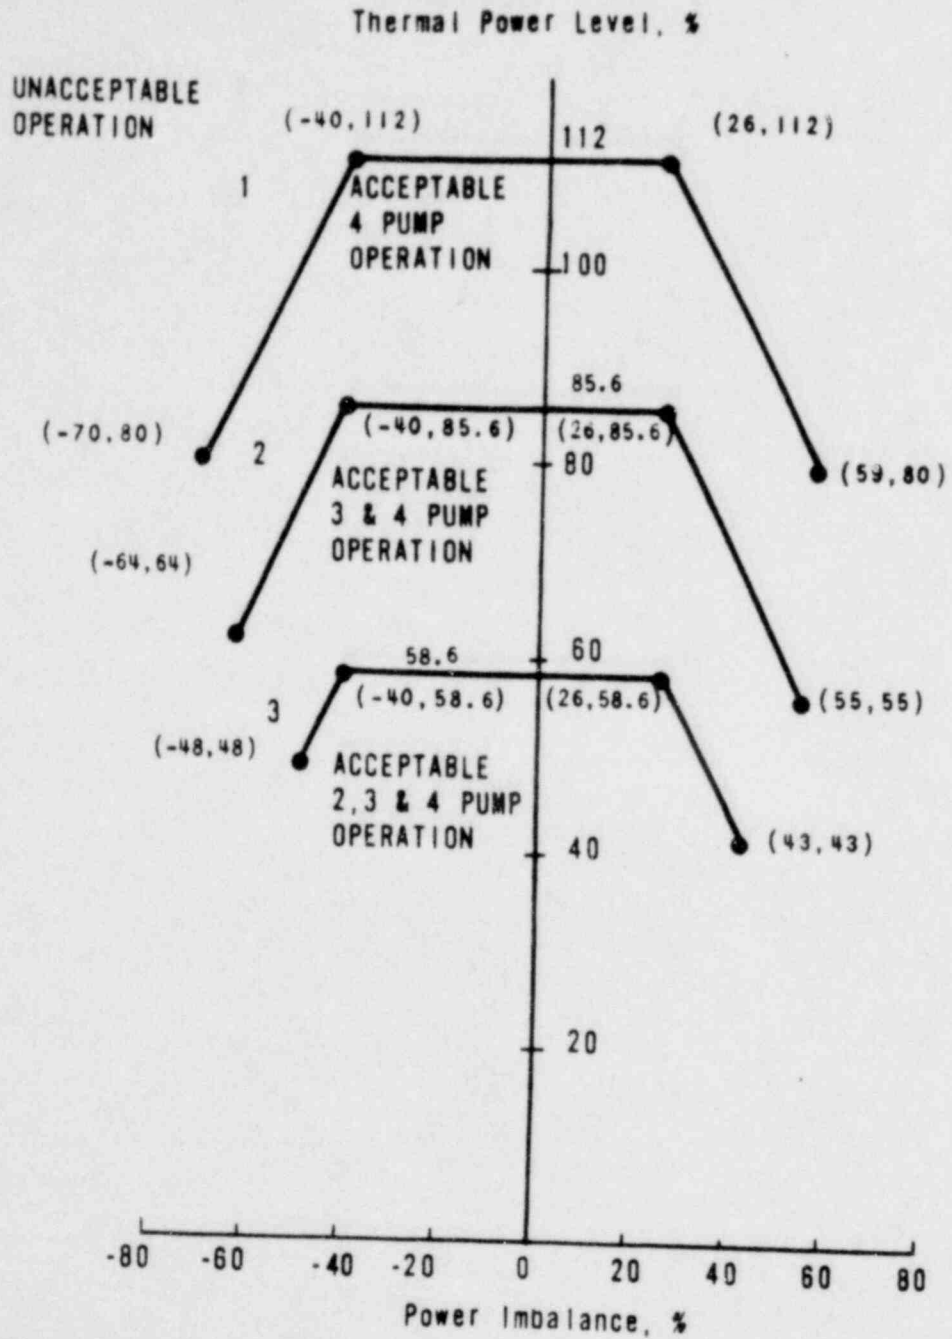 Thermal Power Level, %
UNACCEPTABLE
OPERATION
(-40,112)
112
(26,112)
1
ACCEPTABLE
4 PUMP
OPERATION
100
85.6
(-70,80)
2
(-40,85.6)
(26,85.6)
80
(59,80)
ACCEPTABLE
3 & 4 PUMP
OPERATION
(-64,64)
58.6
60
3
(-40,58.6)
(26,58.6)
(55,55)
(-48,48)
ACCEPTABLE
2,3 & 4 PUMP
OPERATION
40
(43,43)
20
-80 -60 -40 -20 0 20 40 60 80
Power Imbalance, %